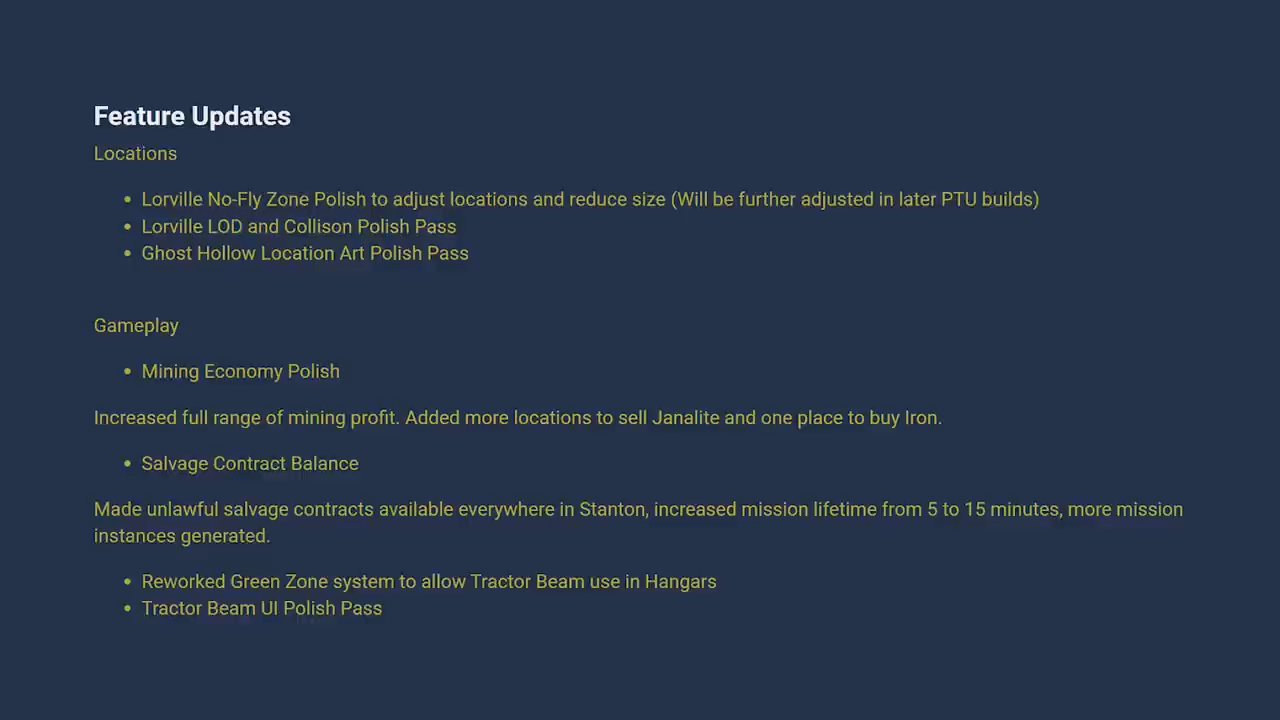 Feature Updates
Locations
• Lorville No-Fly Zone Polish to adjust locations and reduce size (Will be further adjusted in later PTU builds)
• Lorville LOD and Collison Polish Pass
• Ghost Hollow Location Art Polish Pass
Gameplay
• Mining Economy Polish
Increased full range of mining profit. Added more locations to sell Janalite and one place to buy Iron.
• Salvage Contract Balance
Made unlawful salvage contracts available everywhere in Stanton, increased mission lifetime from 5 to 15 minutes, more mission
instances generated.
• Reworked Green Zone system to allow Tractor Beam use in Hangars
• Tractor Beam UI Polish Pass